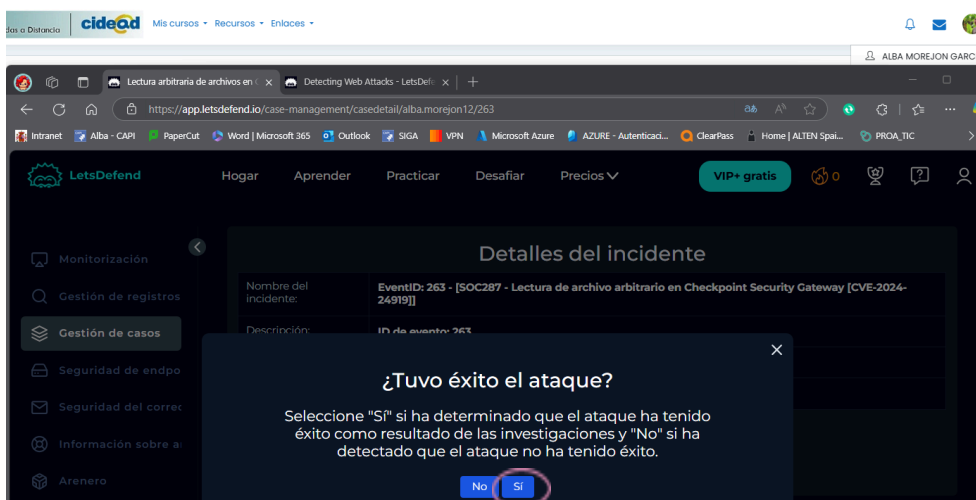 das a Distancia
cidead
Mis cursos Recursos Enlaces
ALBA MOREJON GARC
Lectura arbitraria de archivos en
Detecting Web Attacks - LetsDefe
https://app.letsdefend.io/case-management/casedetail/alba.morejon12/263
Intranet Alba - CAPI PaperCut Word | Microsoft 365 Outlook SIGA VPN Microsoft Azure AZURE - Autenticaci... ClearPass Home | ALTEN Spai... PROA_TIC
LetsDefend Hogar Aprender Practicar Desafiar Precios VIP+ gratis 0
Detalles del incidente
Monitorización
Gestión de registros
Gestión de casos
Seguridad de endpo
Seguridad del correc
Información sobre a
Arenero
Nombre del
incidente:
EventID: 263 - [SOC287 - Lectura de archivo arbitrario en Checkpoint Security Gateway [CVE-2024-
24919]]
Descripción:
ID de evento: 263
¿Tuvo éxito el ataque?
Seleccione "Sí" si ha determinado que el ataque ha tenido
éxito como resultado de las investigaciones y "No" si ha
detectado que el ataque no ha tenido éxito.
No Sí